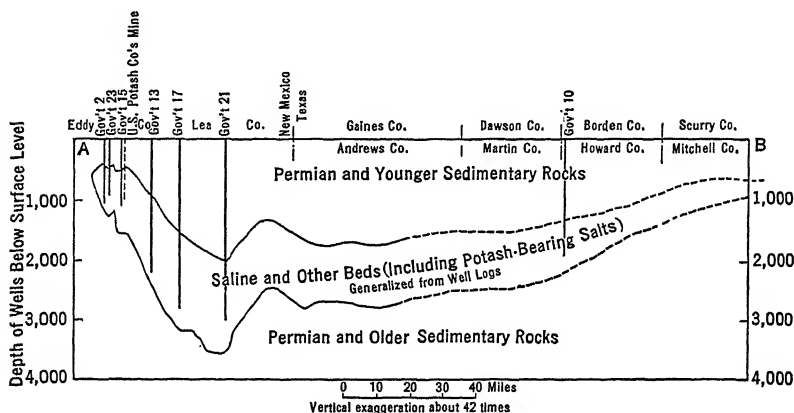 Gov't 2
Gov't 23
Gov't 15
U.S. Potash Co's Mine
Gov't 13
Gov't 17
Gov't 21
New Mexico
Texas
Gov't 10
Eddy Co. Lea Co. Gaines Co. Dawson Co. Borden Co. Scurry Co.
A Andrews Co. Martin Co. Howard Co. Mitchell Co. B
Permian and Younger Sedimentary Rocks
1,000 1,000
Saline and Other Beds (Including Potash-Bearing Salts)
Generalized from Well Logs
2,000 2,000
3,000 3,000
Permian and Older Sedimentary Rocks
4,000 4,000
Depth of Wells Below Surface Level
0 10 20 30 40 Miles
Vertical exaggeration about 42 times